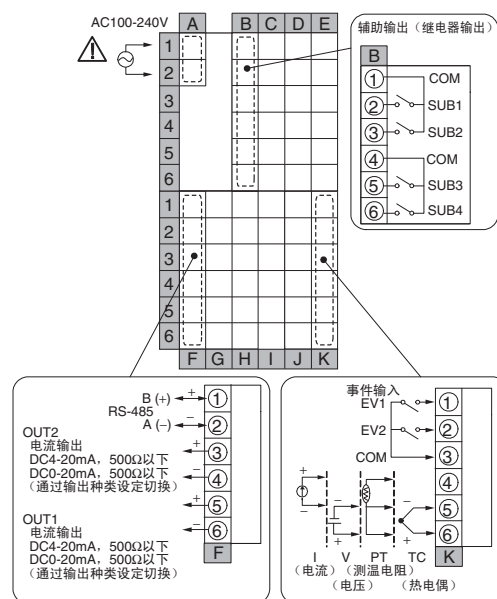 AC100-240V
A B C D E
1
2
3
4
5
6
1
2
3
4
5
6
F G H I J K
辅助输出（继电器输出）
B
① COM
② SUB1
③ SUB2
④ COM
⑤ SUB3
⑥ SUB4
B (+) + ①
RS-485
A (−) − ②
OUT2 + ③
电流输出
DC4-20mA，500Ω以下 − ④
DC0-20mA，500Ω以下
（通过输出种类设定切换） + ⑤
OUT1 − ⑥
电流输出
DC4-20mA，500Ω以下
DC0-20mA，500Ω以下
（通过输出种类设定切换）
F
事件输入
EV1 ①
EV2 ②
COM ③
④
+ − − ⑤
− + + ⑥
I V PT TC K
（电流）（测温电阻）
（电压） （热电偶）